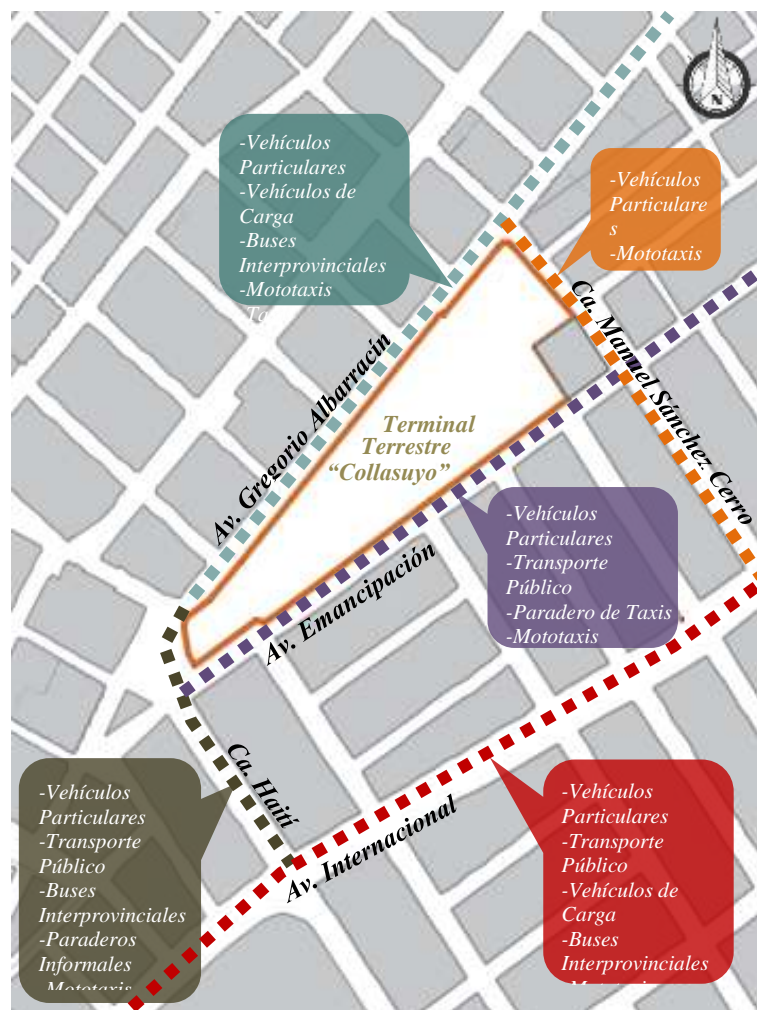 N
-Vehículos
Particulares
-Vehículos de
Carga
-Buses
Interprovinciales
-Mototaxis
-Vehículos
Particulare
s
-Mototaxis
Av. Gregorio Albarracín
Ca. Manuel Sánchez Cerro
Terminal
Terrestre
“Collasuyo”
Av. Emancipación
-Vehículos
Particulares
-Transporte
Público
-Paradero de Taxis
-Mototaxis
Ca. Haití
Av. Internacional
-Vehículos
Particulares
-Transporte
Público
-Buses
Interprovinciales
-Paraderos
Informales
-Mototaxis
-Vehículos
Particulares
-Transporte
Público
-Vehículos de
Carga
-Buses
Interprovinciales